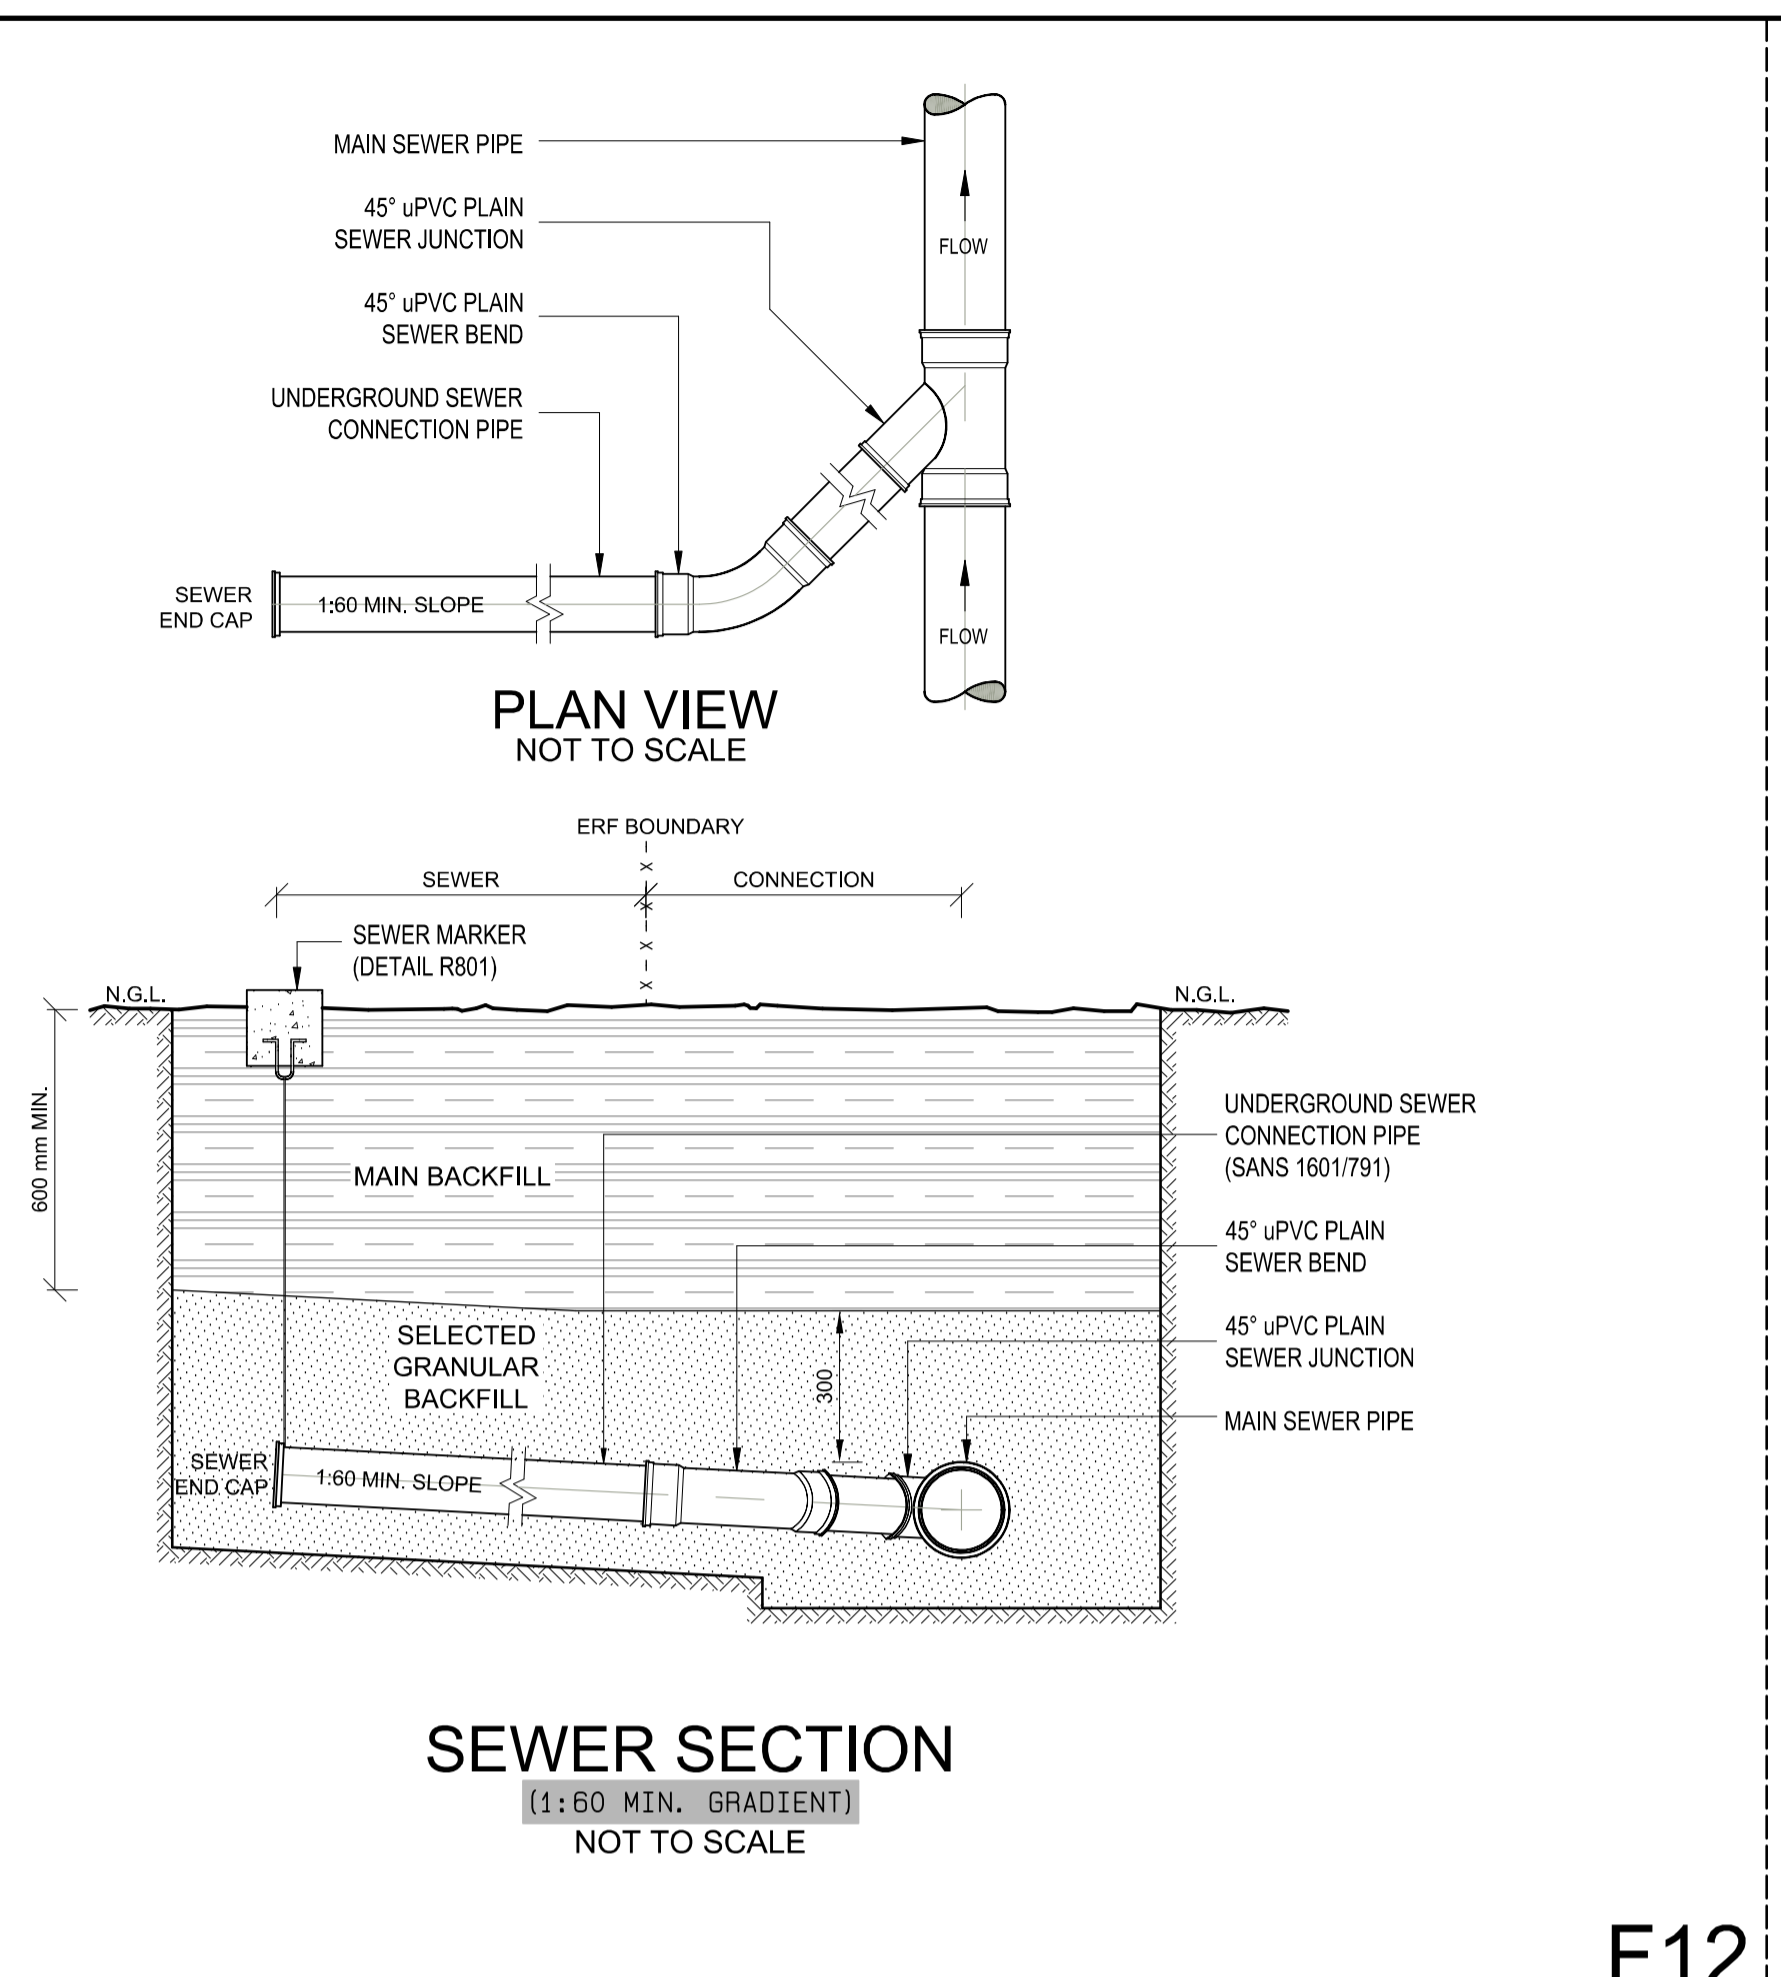 MAIN SEWER PIPE
45° uPVC PLAIN
SEWER JUNCTION
45° uPVC PLAIN
SEWER BEND
UNDERGROUND SEWER
CONNECTION PIPE
FLOW
FLOW
SEWER
END CAP
1:60 MIN. SLOPE
PLAN VIEW
NOT TO SCALE
ERF BOUNDARY
SEWER
CONNECTION
SEWER MARKER
(DETAIL R801)
N.G.L.
N.G.L.
600 mm MIN.
MAIN BACKFILL
UNDERGROUND SEWER
CONNECTION PIPE
(SANS 1601/791)
45° uPVC PLAIN
SEWER BEND
45° uPVC PLAIN
SEWER JUNCTION
MAIN SEWER PIPE
SELECTED
GRANULAR
BACKFILL
300
SEWER
END CAP
1:60 MIN. SLOPE
SEWER SECTION
(1:60 MIN. GRADIENT)
NOT TO SCALE